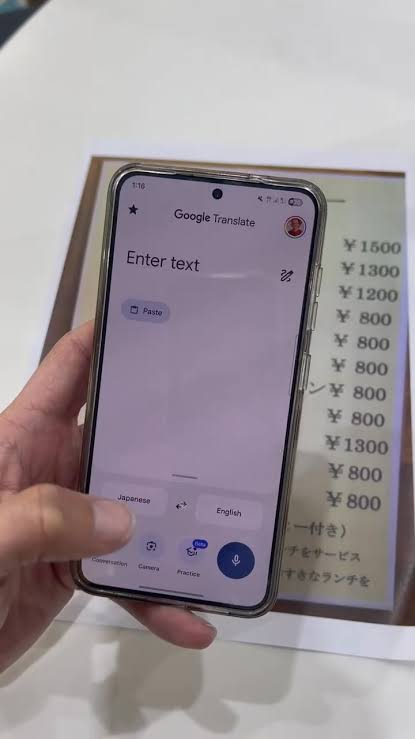 1:16
Google Translate
Enter text
Paste
Japanese
English
Conversation
Camera
Beta
Practice
¥1500
¥1300
¥1200
¥ 800
¥ 800
¥ 800
ン¥ 800
¥ 800
¥1300
¥ 800
¥ 800
ー付き）
チをサービス
すきなランチを